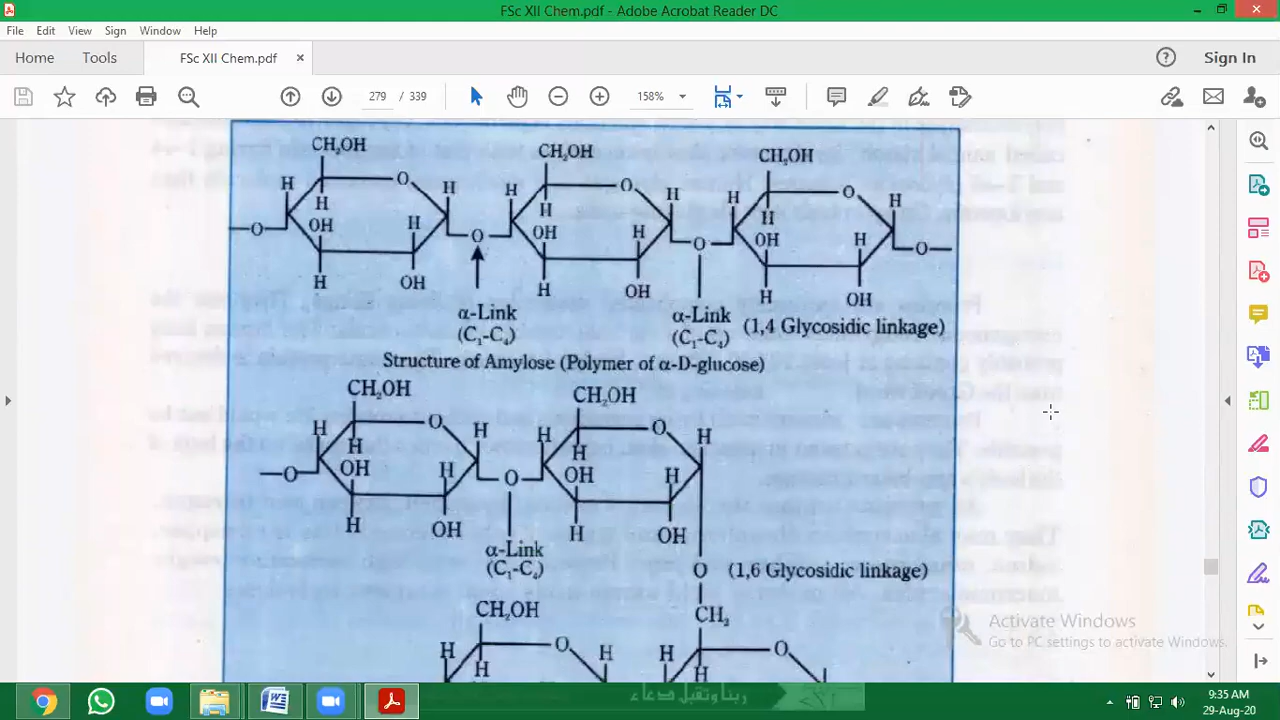 FSc XII Chem.pdf - Adobe Acrobat Reader DC
File Edit View Sign Window Help
Home Tools FSc XII Chem.pdf × Sign In
279 / 339 158%
CH₂OH CH₂OH CH₂OH
H O H H O H H O H
H H H
O OH H O OH H O OH H O
H OH H OH H OH
α-Link α-Link (1,4 Glycosidic linkage)
(C₁-C₄) (C₁-C₄)
Structure of Amylose (Polymer of α-D-glucose)
CH₂OH CH₂OH
H O H H O H
H H
O OH H O OH H
H OH H OH
α-Link
(C₁-C₄) O (1,6 Glycosidic linkage)
CH₂OH CH₂
H O H H O
H H
Activate Windows
Go to PC settings to activate Windows.
ربنا وتقبل دعاء
9:35 AM
29-Aug-20